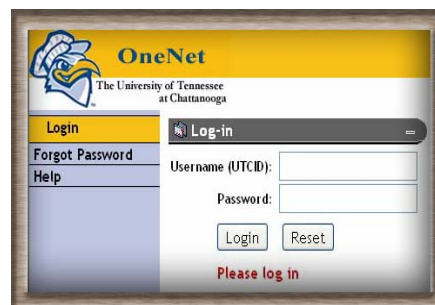 OneNet
The University of Tennessee
at Chattanooga
Login
Forgot Password
Help
Log-in
Username (UTCID):
Password:
Login Reset
Please log in